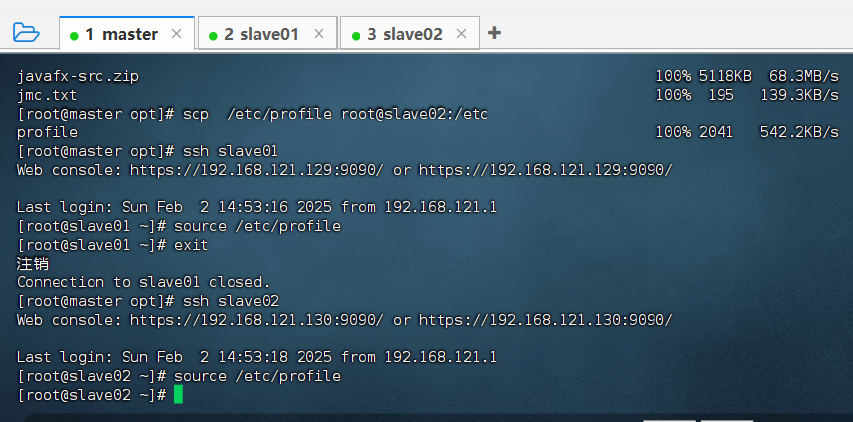 1 master × 2 slave01 × 3 slave02 × +
javafx-src.zip 100% 5118KB 68.3MB/s
jmc.txt 100% 195 139.3KB/s
[root@master opt]# scp  /etc/profile root@slave02:/etc
profile 100% 2041 542.2KB/s
[root@master opt]# ssh slave01
Web console: https://192.168.121.129:9090/ or https://192.168.121.129:9090/
Last login: Sun Feb  2 14:53:16 2025 from 192.168.121.1
[root@slave01 ~]# source /etc/profile
[root@slave01 ~]# exit
注销
Connection to slave01 closed.
[root@master opt]# ssh slave02
Web console: https://192.168.121.130:9090/ or https://192.168.121.130:9090/
Last login: Sun Feb  2 14:53:18 2025 from 192.168.121.1
[root@slave02 ~]# source /etc/profile
[root@slave02 ~]#